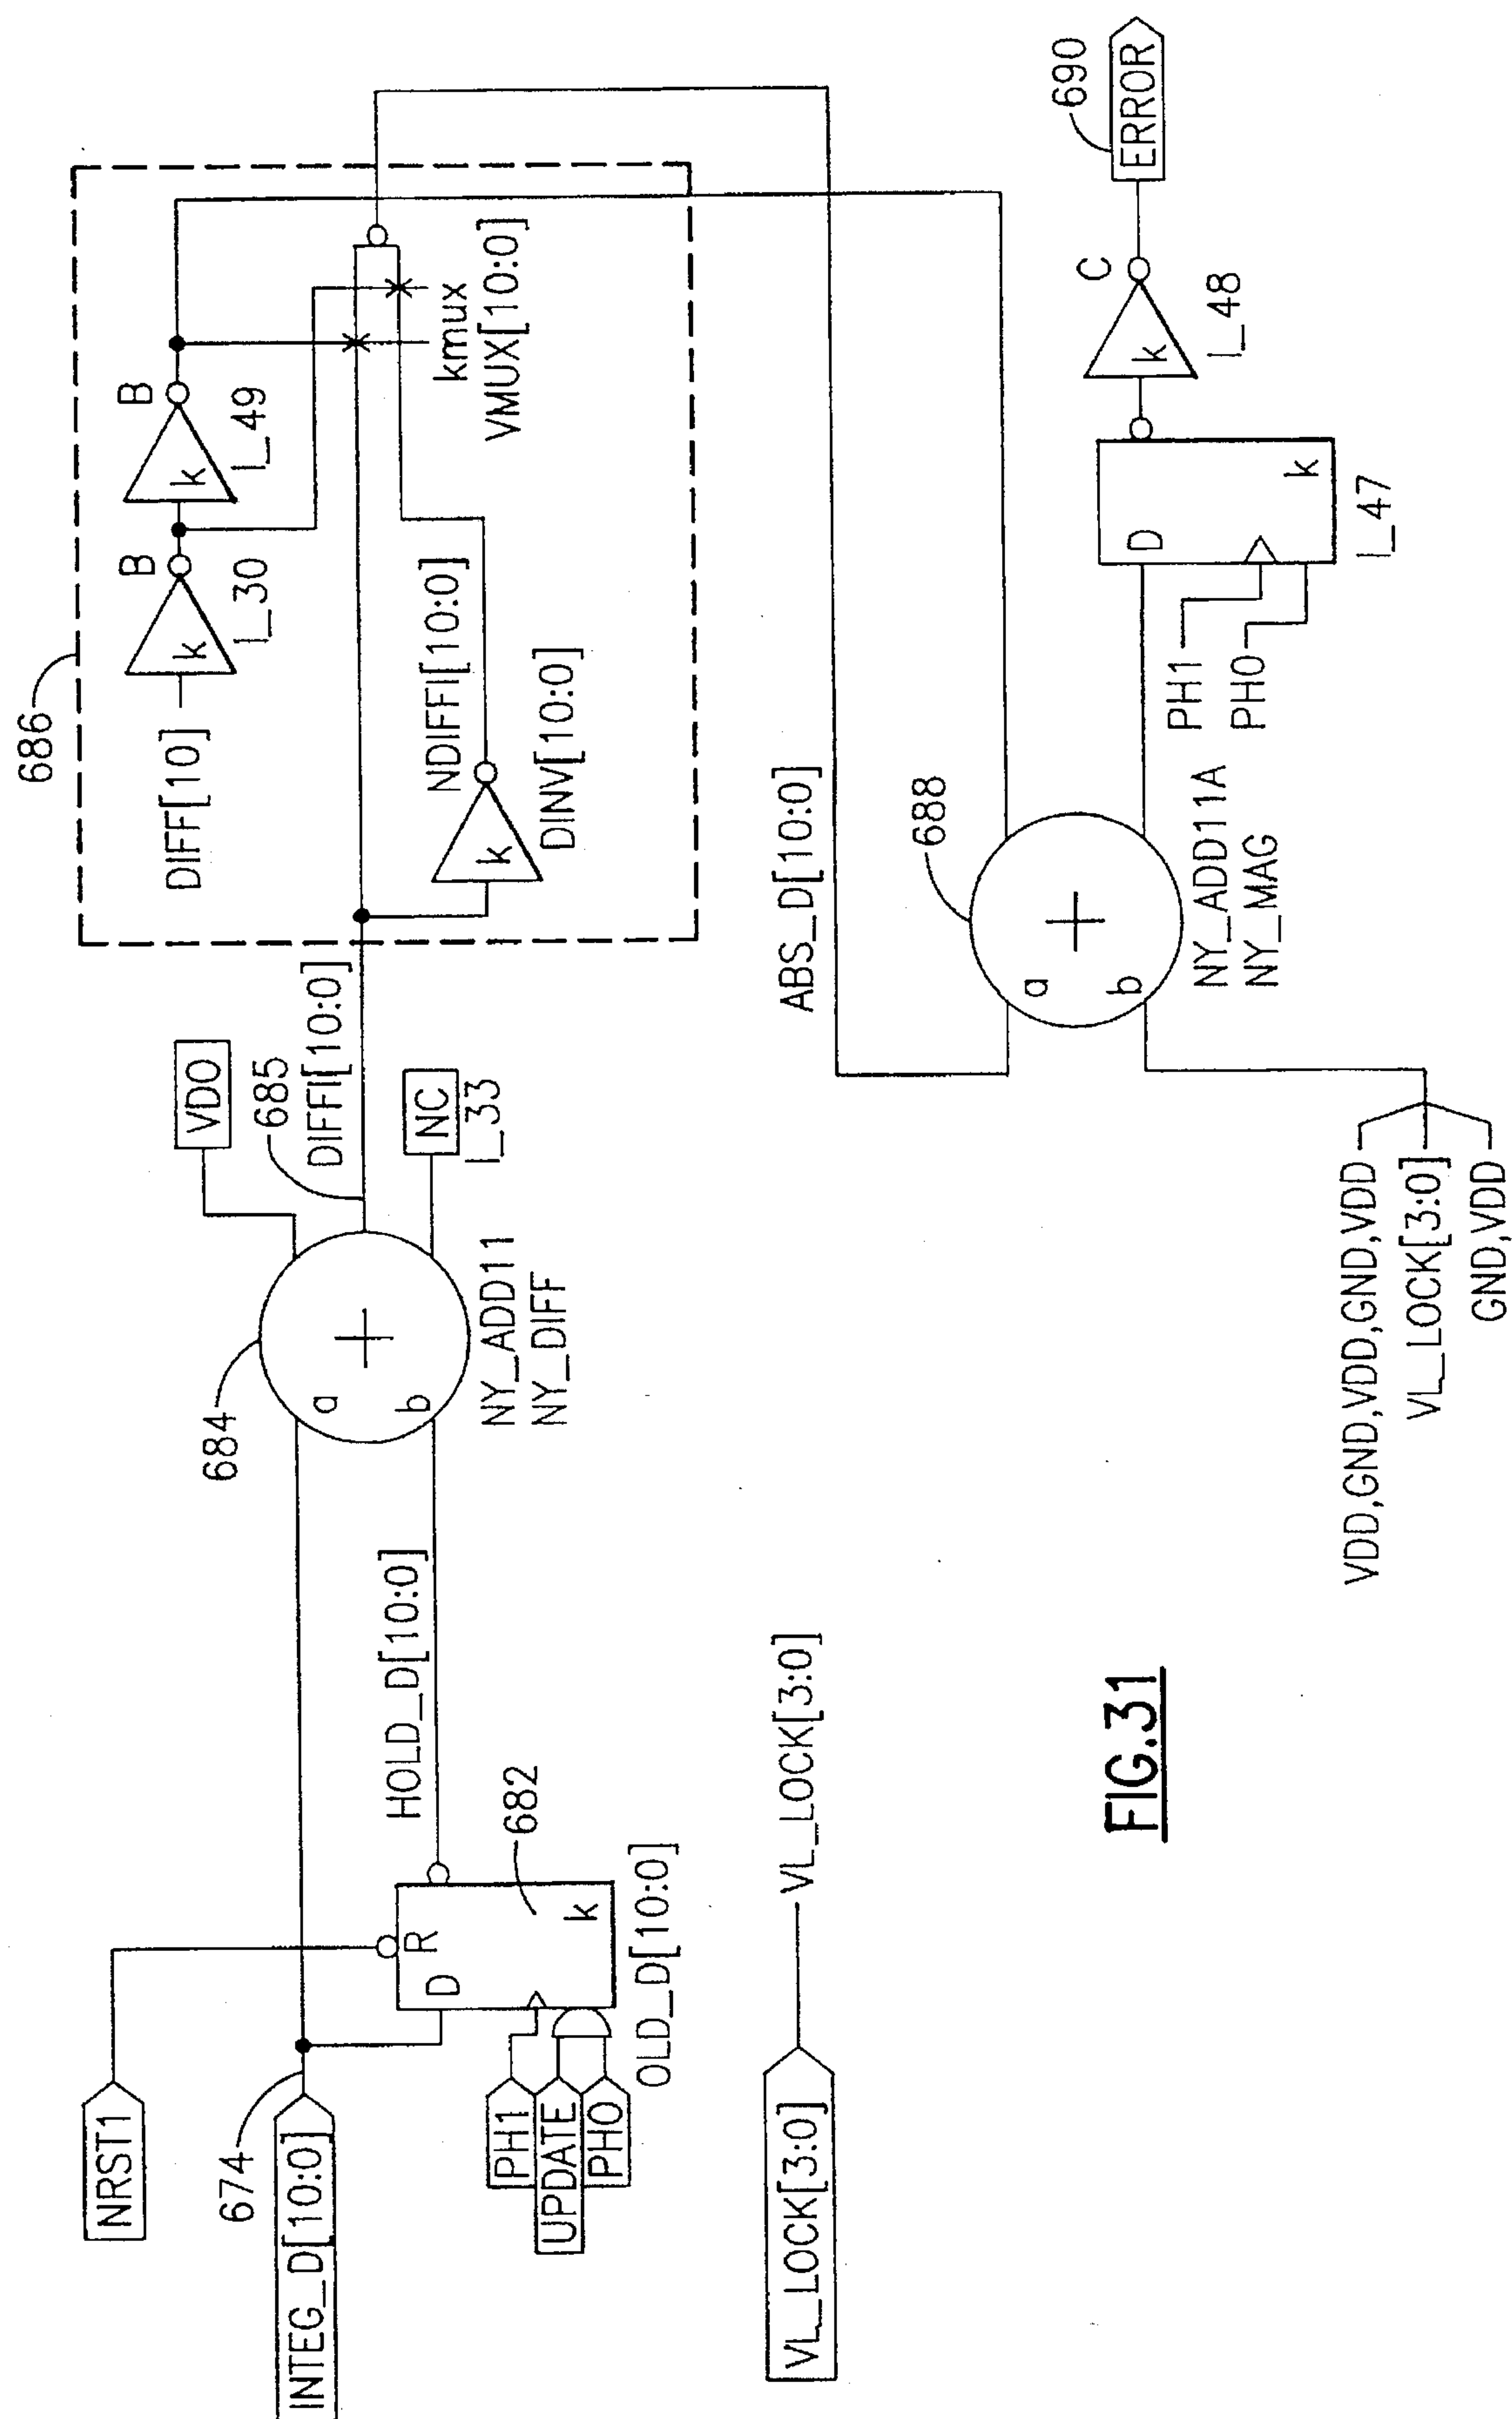 NRST1
674
INTEG_D[10:0]
D
R
k
682
PH1
UPDATE
PH0
OLD_D[10:0]
HOLD_D[10:0]
VL_LOCK[3:0]
VL_LOCK[3:0]
684
a
b
+
NY_ADD11
NY_DIFF
VDO
685
DIFFI[10:0]
NC
I_33
686
DIFF[10]
k
B
I_30
k
B
I_49
NDIFFI[10:0]
k
DINV[10:0]
kmux
VMUX[10:0]
ABS_D[10:0]
688
a
b
+
NY_ADD11A
NY_MAG
VDD,GND,VDD,GND,VDD
VL_LOCK[3:0]
GND,VDD
PH1
PH0
D
k
I_47
k
C
I_48
690
ERROR
FIG.31